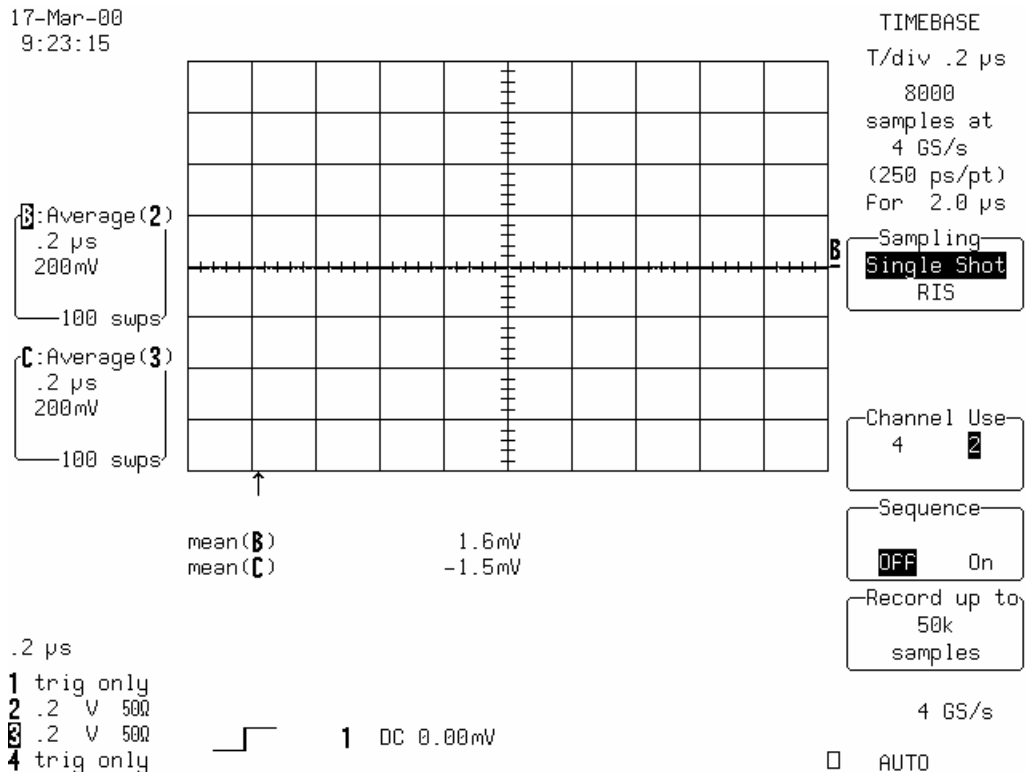 17-Mar-00
9:23:15
B:Average(2)
.2 µs
200mV
100 swps
C:Average(3)
.2 µs
200mV
100 swps
B
mean(B) 1.6mV
mean(C) -1.5mV
.2 µs
1 trig only
2 .2 V 50Ω
3 .2 V 50Ω
4 trig only
1 DC 0.00mV
TIMEBASE
T/div .2 µs
8000
samples at
4 GS/s
(250 ps/pt)
For 2.0 µs
Sampling
Single Shot
RIS
Channel Use
4 2
Sequence
OFF On
Record up to
50k
samples
4 GS/s
AUTO